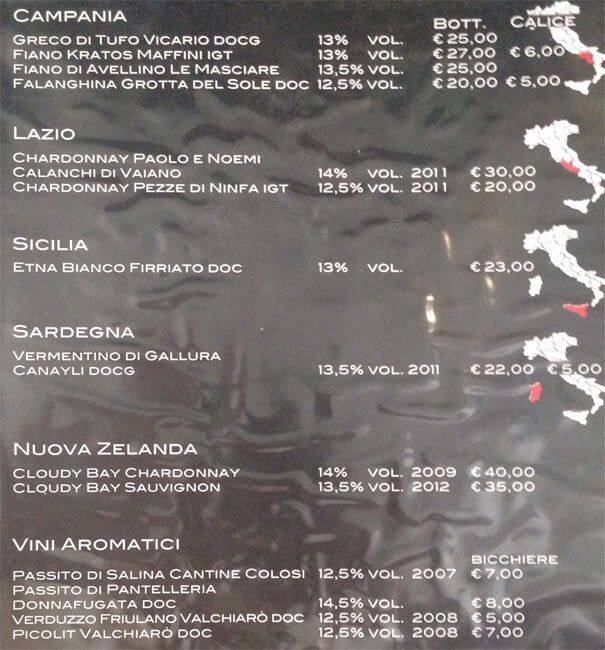 CAMPANIA BOTT. CALICE
GRECO DI TUFO VICARIO DOCG 13% VOL. € 25,00
FIANO KRATOS MAFFINI IGT 13% VOL. € 27,00 € 6,00
FIANO DI AVELLINO LE MASCIARE 13,5% VOL. € 25,00
FALANGHINA GROTTA DEL SOLE DOC 12,5% VOL. € 20,00 € 5,00
LAZIO
CHARDONNAY PAOLO E NOEMI
CALANCHI DI VAIANO 14% VOL. 2011 € 30,00
CHARDONNAY PEZZE DI NINFA IGT 12,5% VOL. 2011 € 20,00
SICILIA
ETNA BIANCO FIRRIATO DOC 13% VOL. € 23,00
SARDEGNA
VERMENTINO DI GALLURA
CANAYLI DOCG 13,5% VOL. 2011 € 22,00 € 5,00
NUOVA ZELANDA
CLOUDY BAY CHARDONNAY 14% VOL. 2009 € 40,00
CLOUDY BAY SAUVIGNON 13,5% VOL. 2012 € 35,00
VINI AROMATICI
BICCHIERE
PASSITO DI SALINA CANTINE COLOSI 12,5% VOL. 2007 € 7,00
PASSITO DI PANTELLERIA
DONNAFUGATA DOC 14,5% VOL. € 8,00
VERDUZZO FRIULANO VALCHIARÒ DOC 12,5% VOL. 2008 € 5,00
PICOLIT VALCHIARÒ DOC 12,5% VOL. 2008 € 7,00